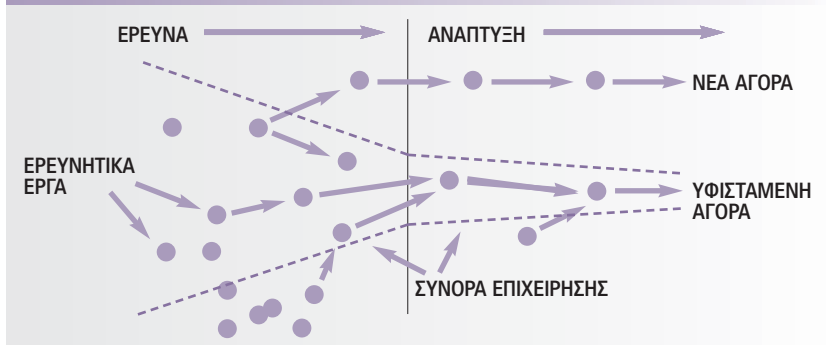 ΕΡΕΥΝΑ
ΑΝΑΠΤΥΞΗ
ΝΕΑ ΑΓΟΡΑ
ΕΡΕΥΝΗΤΙΚΑ
ΕΡΓΑ
ΥΦΙΣΤΑΜΕΝΗ
ΑΓΟΡΑ
ΣΥΝΟΡΑ ΕΠΙΧΕΙΡΗΣΗΣ